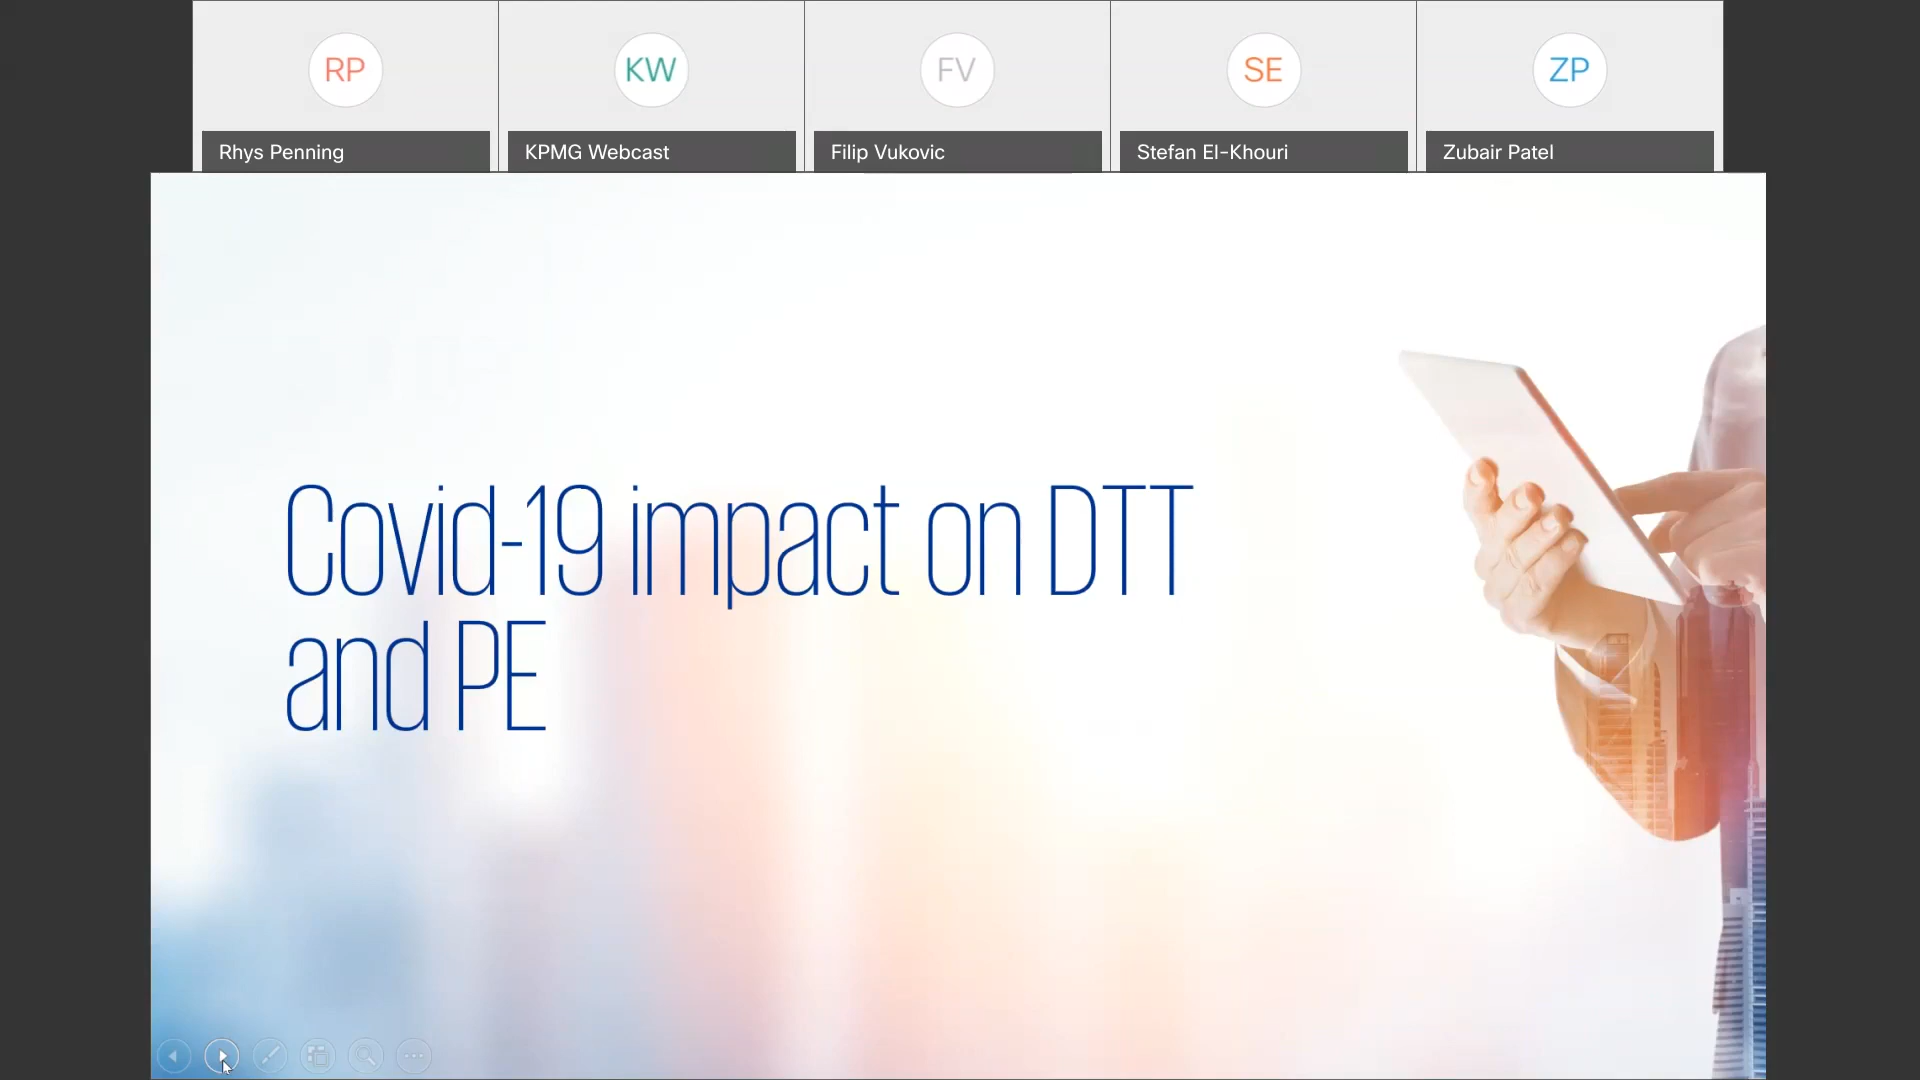 RP
KW
FV
SE
ZP
Rhys Penning
KPMG Webcast
Filip Vukovic
Stefan El-Khouri
Zubair Patel
Covid-19 impact on DTT
and PE